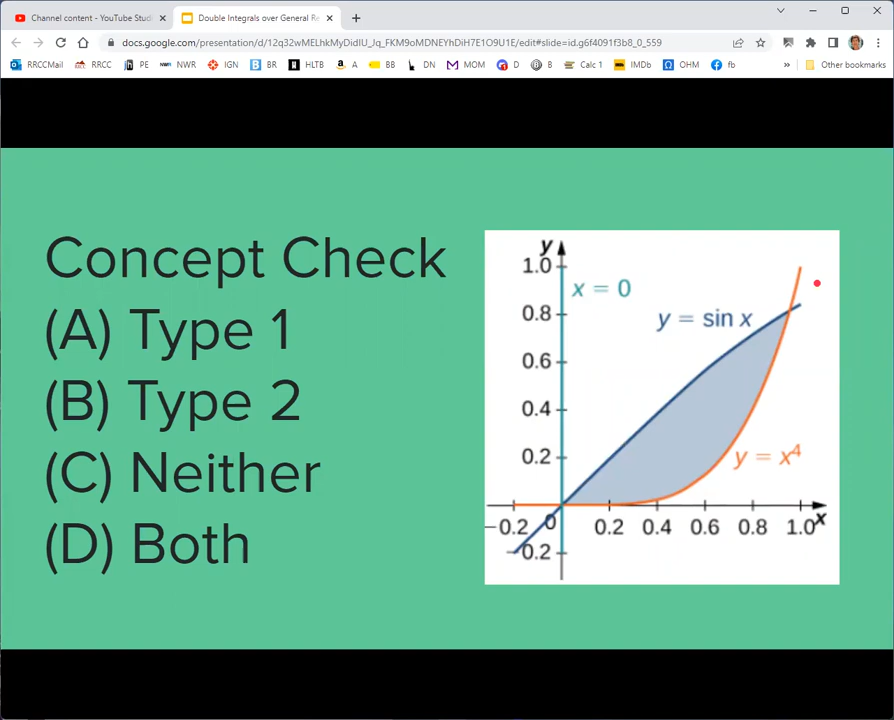 Channel content - YouTube Studi
Double Integrals over General Re
docs.google.com/presentation/d/12q32wMELhkMyDidIU_Jq_FKM9oMDNEYhDiH7E1O9U1E/edit#slide=id.g6f4091f3b8_0_559
RRCCMail RRCC PE NWR IGN BR HLTB A BB DN MOM D B Calc 1 IMDb OHM fb » Other bookmarks
Concept Check
(A) Type 1
(B) Type 2
(C) Neither
(D) Both
y
1.0
x = 0
0.8
y = sin x
0.6
0.4
0.2
y = x⁴
−0.2 0 0.2 0.4 0.6 0.8 1.0 x
−0.2